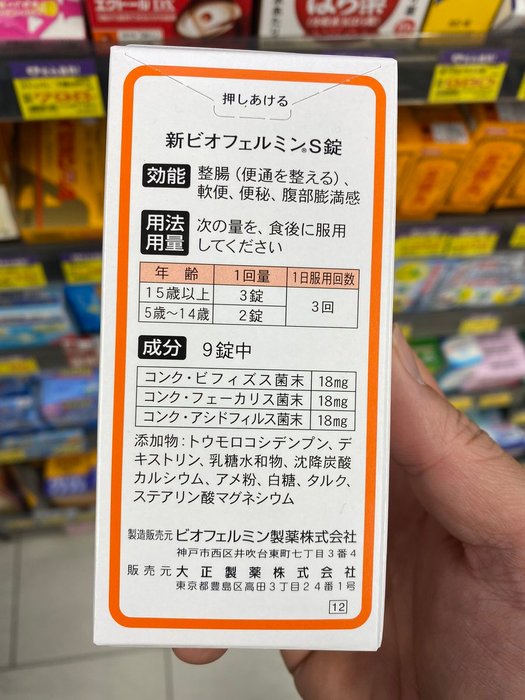 押しあける
新ビオフェルミン®S錠
効能 整腸（便通を整える）、
軟便、便秘、腹部膨満感
用法
用量
次の量を、食後に服用
してください
年 齢 1回量 1日服用回数
15歳以上 3錠 3回
5歳〜14歳 2錠
成分 9錠中
コンク・ビフィズス菌末 18mg
コンク・フェーカリス菌末 18mg
コンク・アシドフィルス菌末 18mg
添加物：トウモロコシデンプン、デ
キストリン、乳糖水和物、沈降炭酸
カルシウム、アメ粉、白糖、タルク、
ステアリン酸マグネシウム
製造販売元 ビオフェルミン製薬株式会社
神戸市西区井吹台東町七丁目3番4
販売元 大正製薬株式会社
東京都豊島区高田3丁目24番1号
12